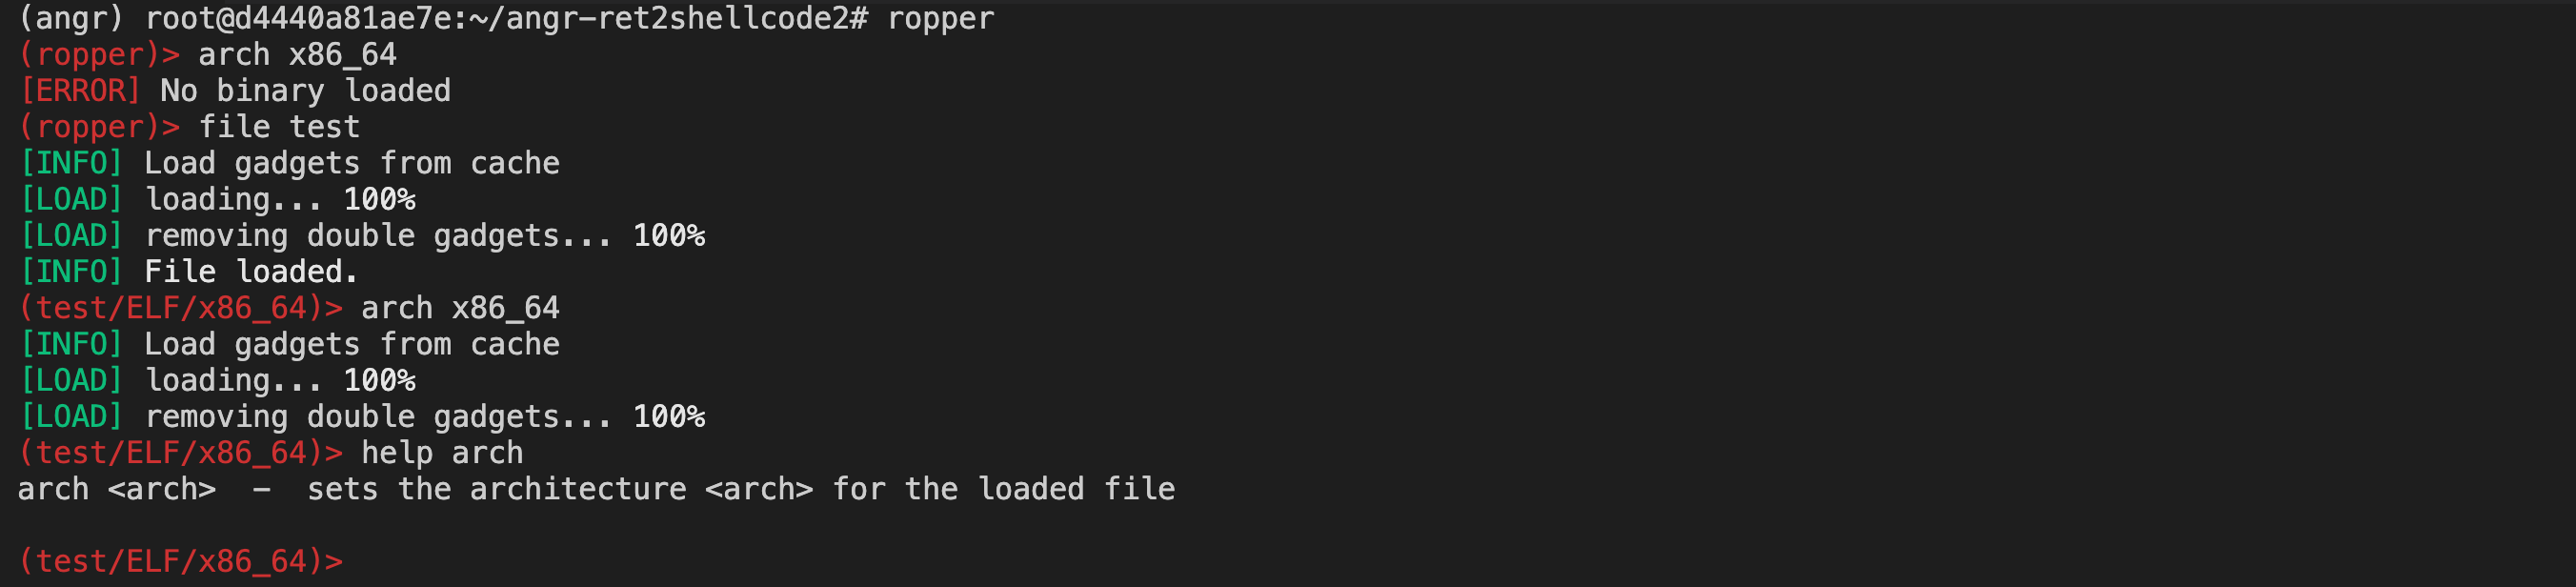 (angr) root@d4440a81ae7e:~/angr-ret2shellcode2# ropper
(ropper)> arch x86_64
[ERROR] No binary loaded
(ropper)> file test
[INFO] Load gadgets from cache
[LOAD] loading... 100%
[LOAD] removing double gadgets... 100%
[INFO] File loaded.
(test/ELF/x86_64)> arch x86_64
[INFO] Load gadgets from cache
[LOAD] loading... 100%
[LOAD] removing double gadgets... 100%
(test/ELF/x86_64)> help arch
arch <arch>  -  sets the architecture <arch> for the loaded file
(test/ELF/x86_64)>